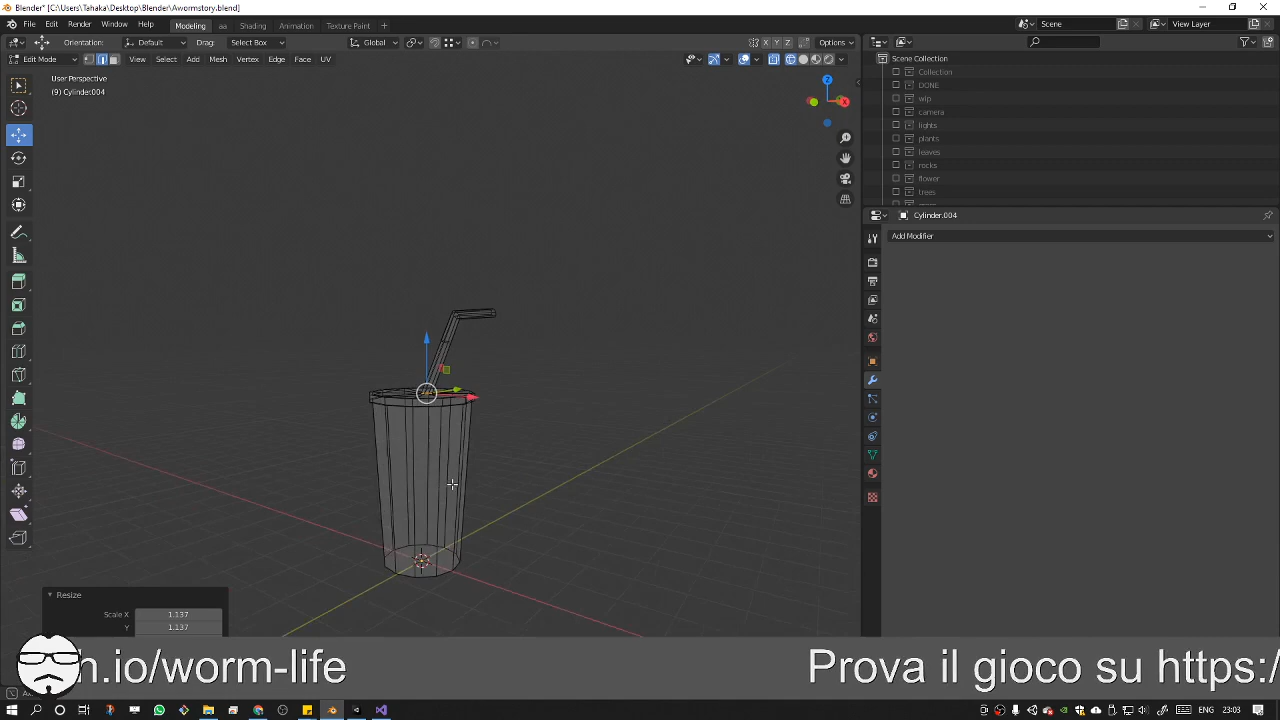 Blender* [C:\Users\Tahaka\Desktop\Blender\Awormstory.blend]
File Edit Render Window Help Modeling aa Shading Animation Texture Paint Scene View Layer
Orientation: Default Drag: Select Box Global X Y Z Options
Edit Mode View Select Add Mesh Vertex Edge Face UV
User Perspective
(9) Cylinder.004
Z
X
Scene Collection
Collection
DONE
wip
camera
lights
plants
leaves
rocks
flower
trees
Cylinder.004
Add Modifier
Resize
Scale X 1.137
Y 1.137
h.io/worm-life Prova il gioco su https:/
ENG 23:03